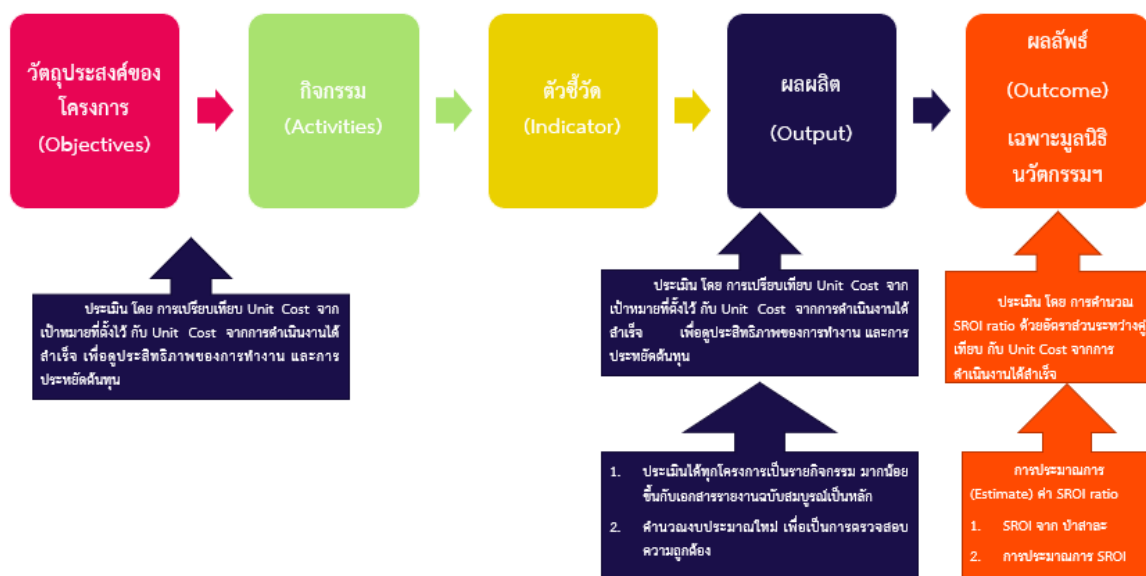 วัตถุประสงค์ของ
โครงการ
(Objectives)
กิจกรรม
(Activities)
ตัวชี้วัด
(Indicator)
ผลผลิต
(Output)
ผลลัพธ์
(Outcome)
เฉพาะมูลนิธิ
นวัตกรรมฯ
ประเมิน โดย การเปรียบเทียบ Unit Cost จาก
เป้าหมายที่ตั้งไว้ กับ Unit Cost จากการดำเนินงานได้
สำเร็จ เพื่อดูประสิทธิภาพของการทำงาน และการ
ประหยัดต้นทุน
ประเมิน โดย การเปรียบเทียบ Unit Cost จาก
เป้าหมายที่ตั้งไว้ กับ Unit Cost จากการดำเนินงานได้
สำเร็จ เพื่อดูประสิทธิภาพของการทำงาน และการ
ประหยัดต้นทุน
ประเมิน โดย การคำนวณ
SROI ratio ด้วยอัตราส่วนระหว่างคู่
เทียบ กับ Unit Cost จากการ
ดำเนินงานได้สำเร็จ
1. ประเมินได้ทุกโครงการเป็นรายกิจกรรม มากน้อย
ขึ้นกับเอกสารรายงานฉบับสมบูรณ์เป็นหลัก
2. คำนวณงบประมาณใหม่ เพื่อเป็นการตรวจสอบ
ความถูกต้อง
การประมาณการ
(Estimate) ค่า SROI ratio
1. SROI จาก ป่าสาละ
2. การประมาณการ SROI